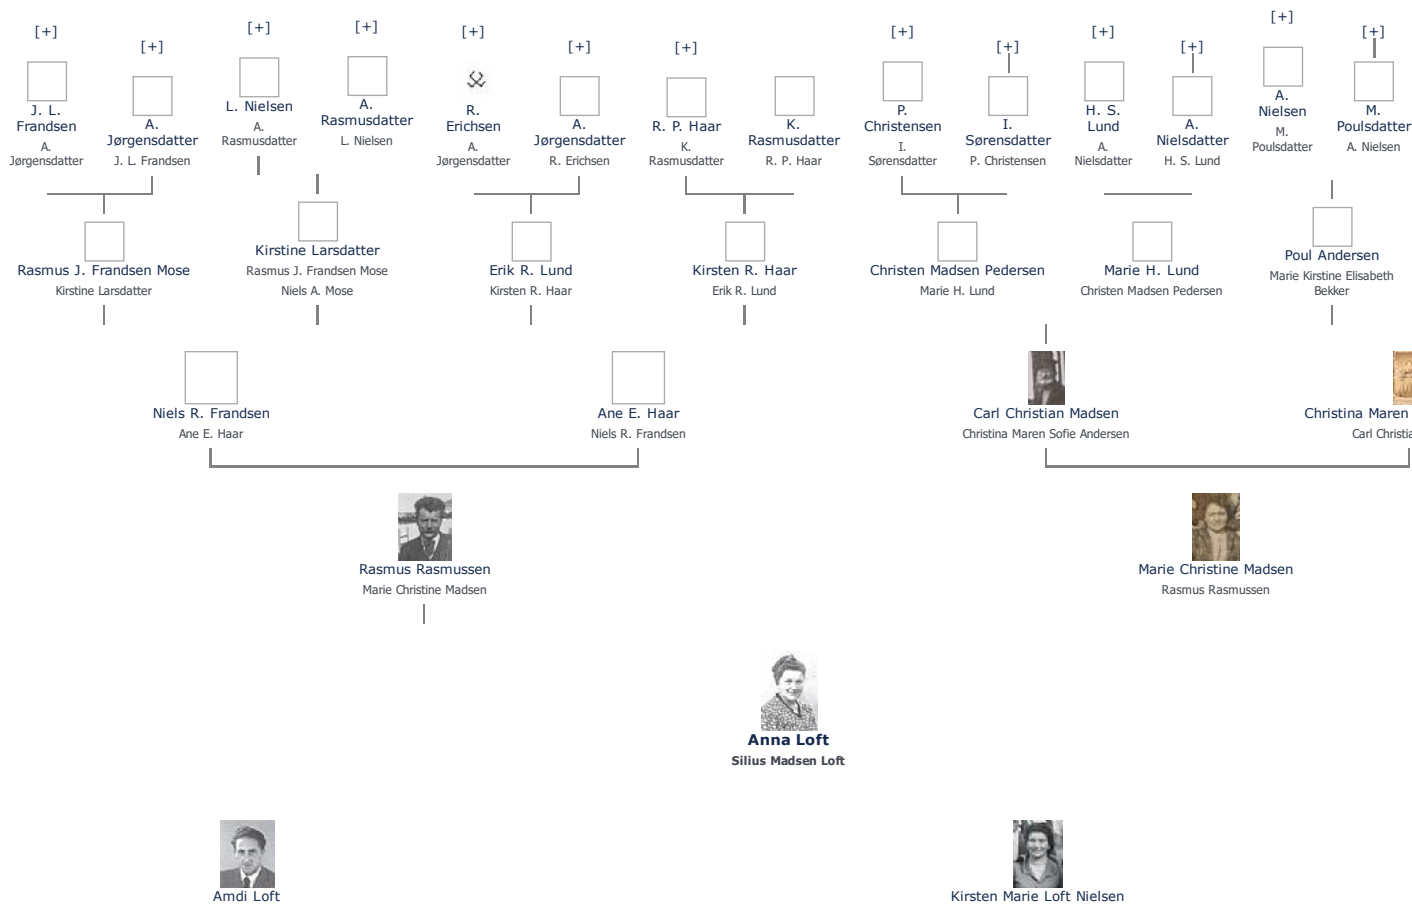 [+]
[+]
[+]
[+]
[+]
[+]
[+]
[+]
[+]
[+]
[+]
[+]
[+]
J. L.
Frandsen
A.
Jørgensdatter
A.
Jørgensdatter
J. L. Frandsen
L. Nielsen
A.
Rasmusdatter
A.
Rasmusdatter
L. Nielsen
R.
Erichsen
A.
Jørgensdatter
A.
Jørgensdatter
R. Erichsen
R. P. Haar
K.
Rasmusdatter
K.
Rasmusdatter
R. P. Haar
P.
Christensen
I.
Sørensdatter
I.
Sørensdatter
P. Christensen
H. S.
Lund
A.
Nielsdatter
A.
Nielsdatter
H. S. Lund
A.
Nielsen
M.
Poulsdatter
M.
Poulsdatter
A. Nielsen
Rasmus J. Frandsen Mose
Kirstine Larsdatter
Kirstine Larsdatter
Rasmus J. Frandsen Mose
Niels A. Mose
Erik R. Lund
Kirsten R. Haar
Kirsten R. Haar
Erik R. Lund
Christen Madsen Pedersen
Marie H. Lund
Marie H. Lund
Christen Madsen Pedersen
Poul Andersen
Marie Kirstine Elisabeth
Bekker
Niels R. Frandsen
Ane E. Haar
Ane E. Haar
Niels R. Frandsen
Carl Christian Madsen
Christina Maren Sofie Andersen
Christina Maren
Carl Christia
Rasmus Rasmussen
Marie Christine Madsen
Marie Christine Madsen
Rasmus Rasmussen
Anna Loft
Silius Madsen Loft
Amdi Loft
Kirsten Marie Loft Nielsen